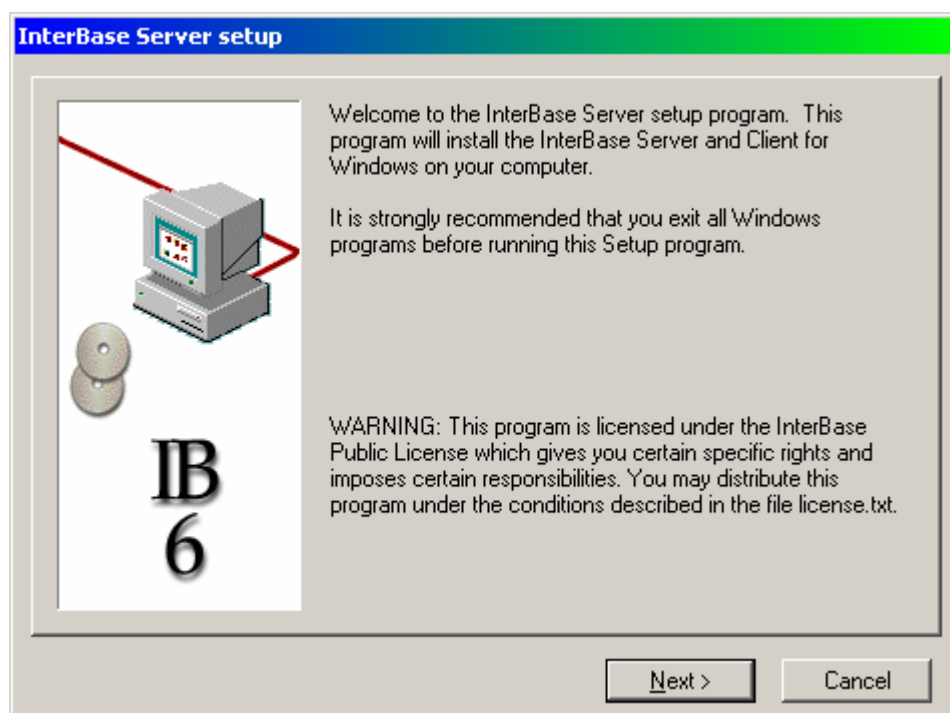 InterBase Server setup
Welcome to the InterBase Server setup program.  This
program will install the InterBase Server and Client for
Windows on your computer.
It is strongly recommended that you exit all Windows
programs before running this Setup program.
WARNING: This program is licensed under the InterBase
Public License which gives you certain specific rights and
imposes certain responsibilities. You may distribute this
program under the conditions described in the file license.txt.
IB
6
Next >
Cancel